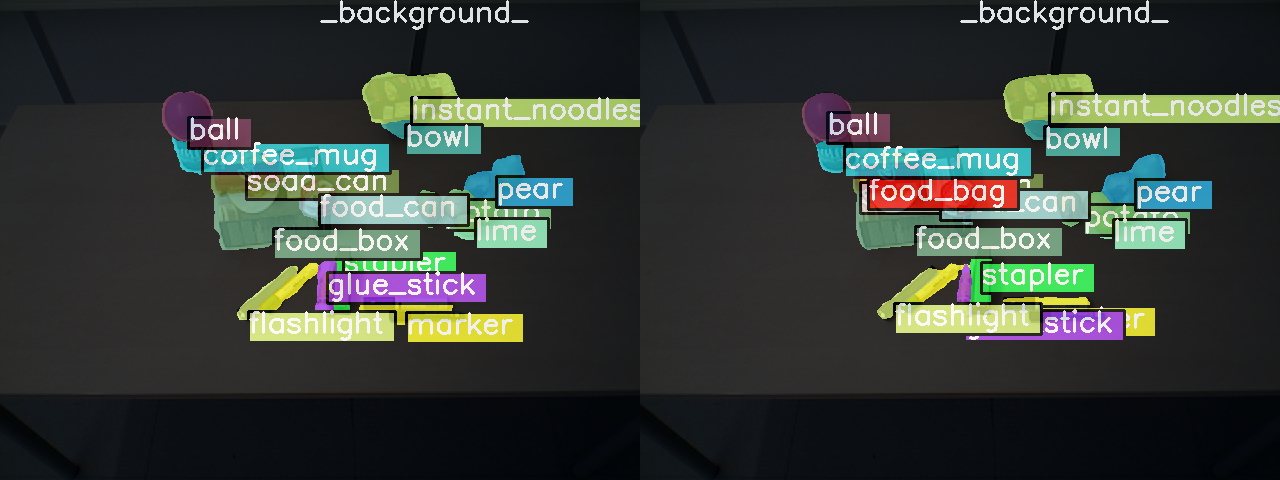 _background_
instant_noodles
ball
bowl
coffee_mug
soda_can
pear
food_can
potato
lime
food_box
stapler
glue_stick
flashlight
marker
_background_
instant_noodles
ball
bowl
coffee_mug
food_bag
pear
can
potato
lime
food_box
stapler
flashlight
stick